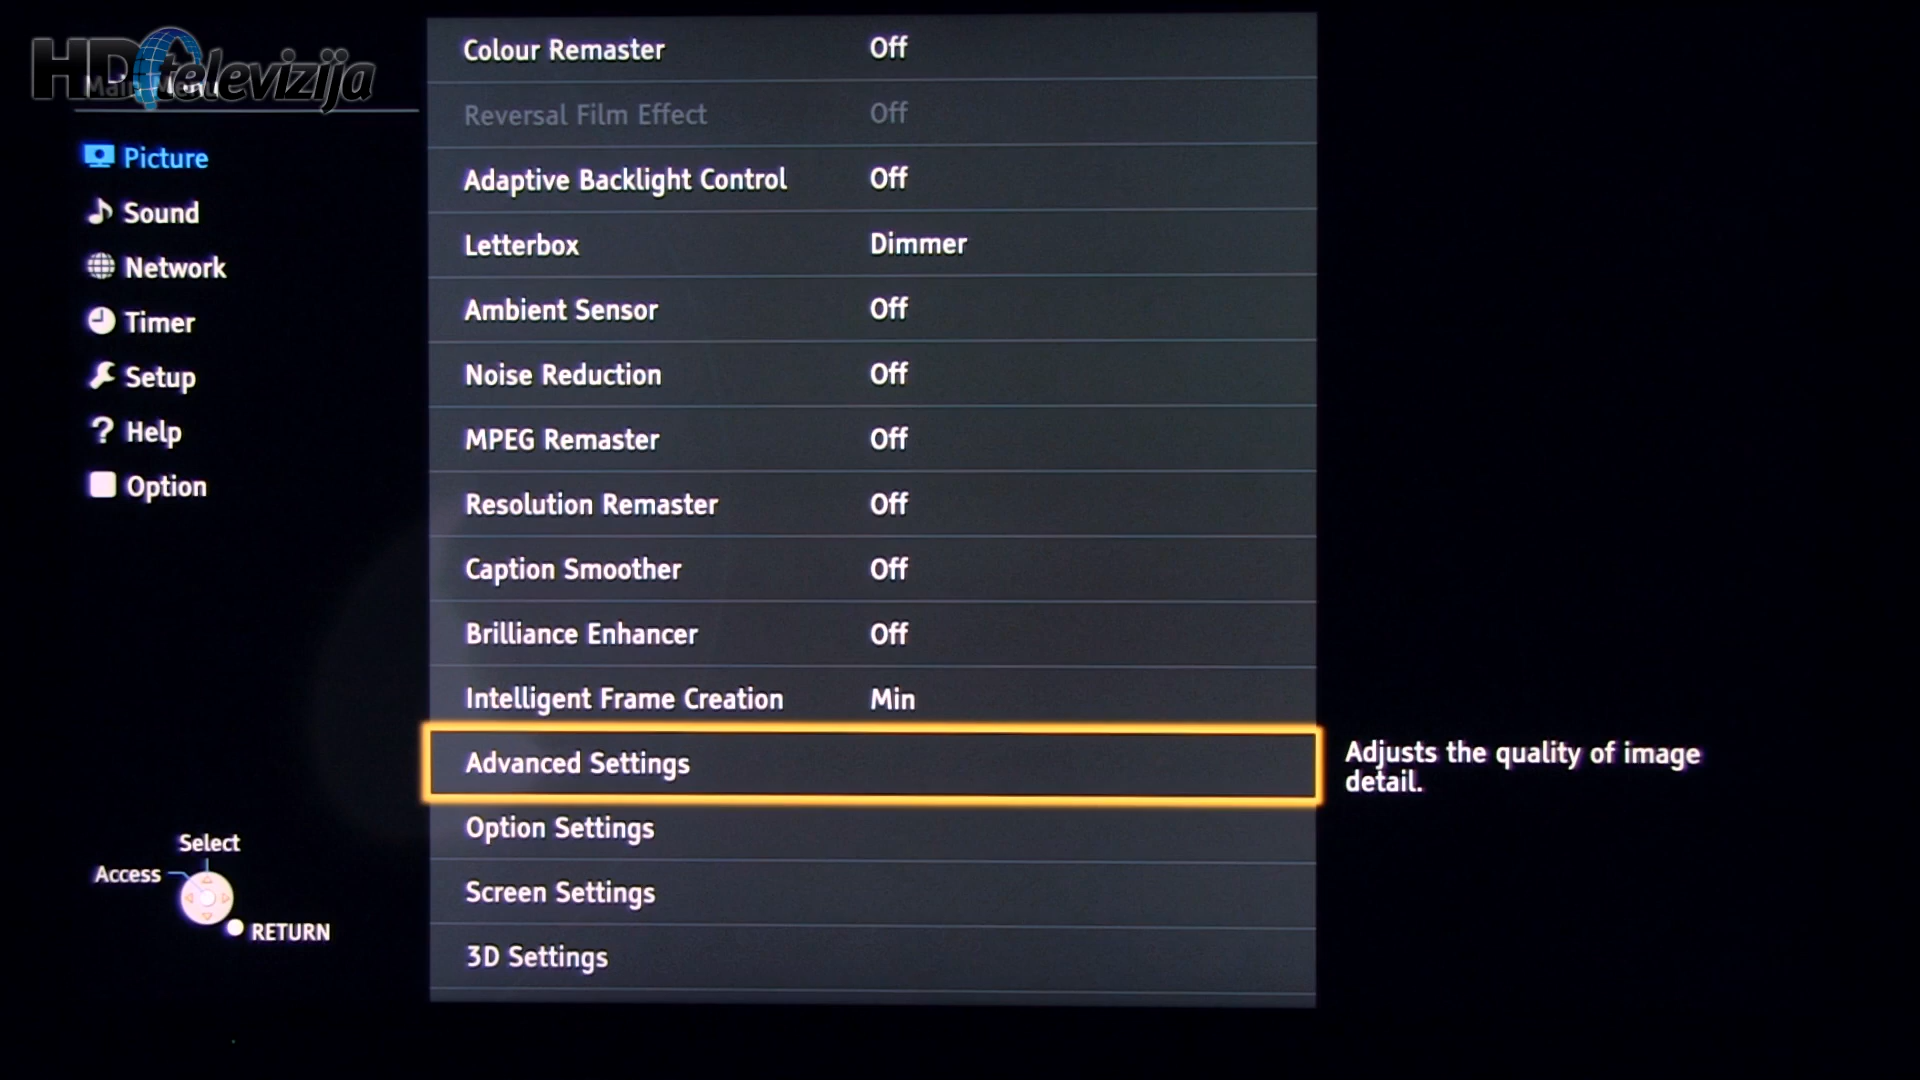 HDtelevizija
Main Menu
Picture
Sound
Network
Timer
Setup
Help
Option
Select
Access
RETURN
Colour Remaster Off
Reversal Film Effect Off
Adaptive Backlight Control Off
Letterbox Dimmer
Ambient Sensor Off
Noise Reduction Off
MPEG Remaster Off
Resolution Remaster Off
Caption Smoother Off
Brilliance Enhancer Off
Intelligent Frame Creation Min
Advanced Settings
Option Settings
Screen Settings
3D Settings
Adjusts the quality of image
detail.